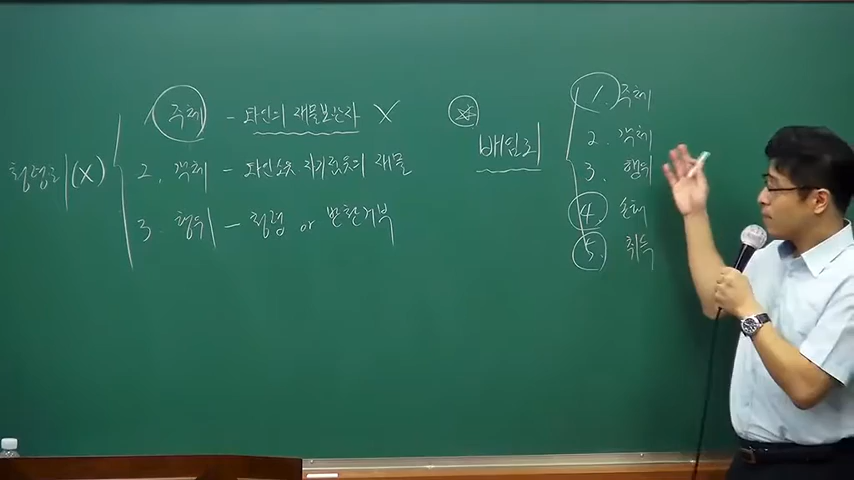 횡령죄 (X)
1. 주체 - 타인의 재물보관자 X
2. 객체 - 타인소유 자기점유의 재물
3. 행위 - 횡령 or 반환거부
배임죄
1. 주체
2. 객체
3. 행위
4. 손해
5. 취득